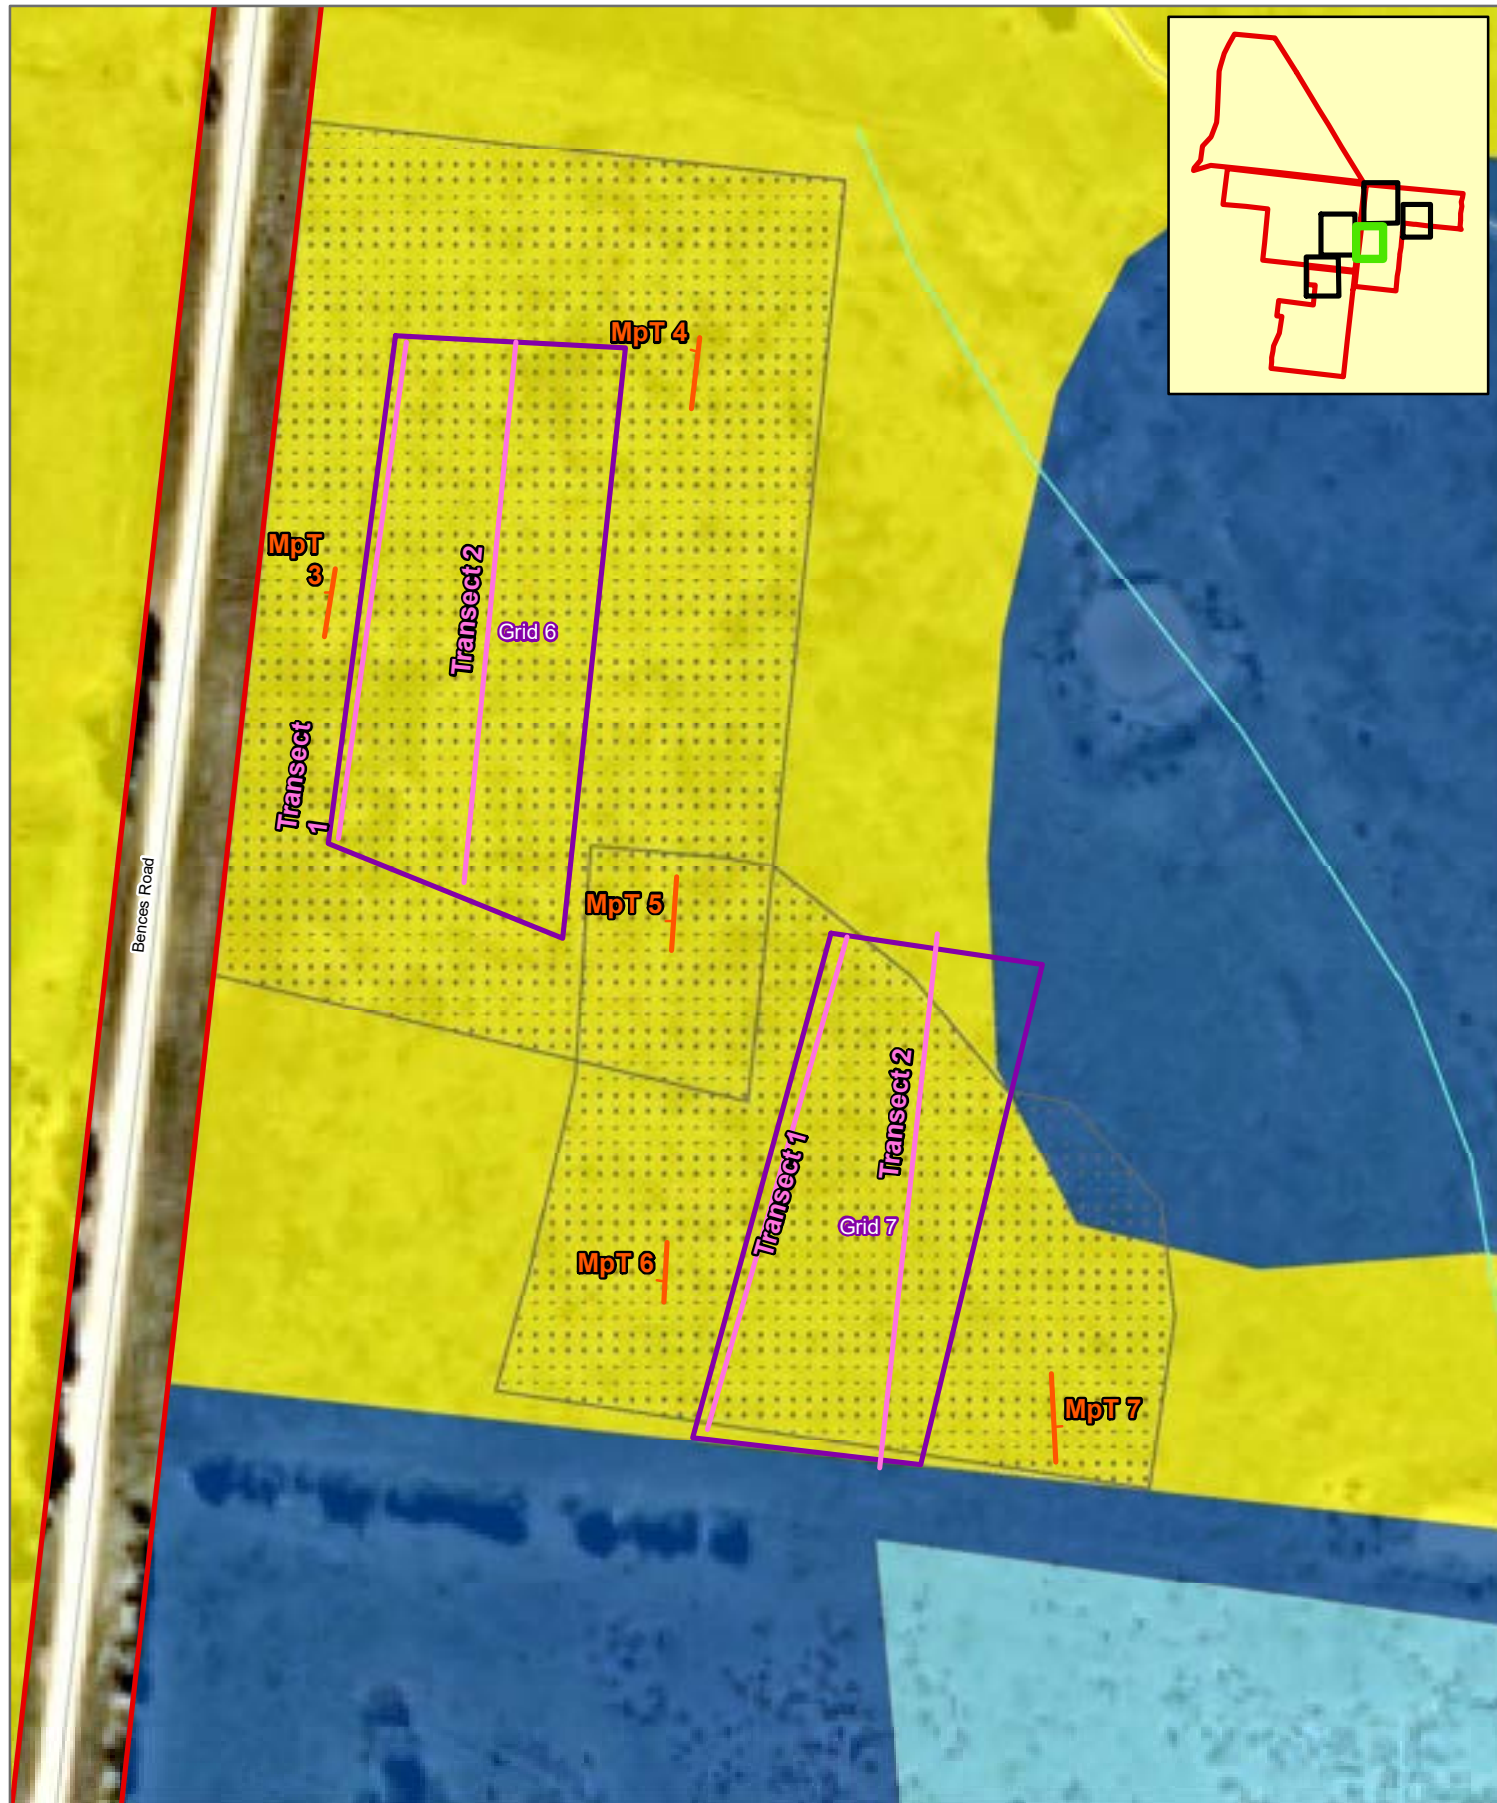 MpT 4
MpT
3
Transect 2
Grid 6
Transect
1
Bences Road
MpT 5
Transect 2
Transect 1
Grid 7
MpT 6
MpT 7